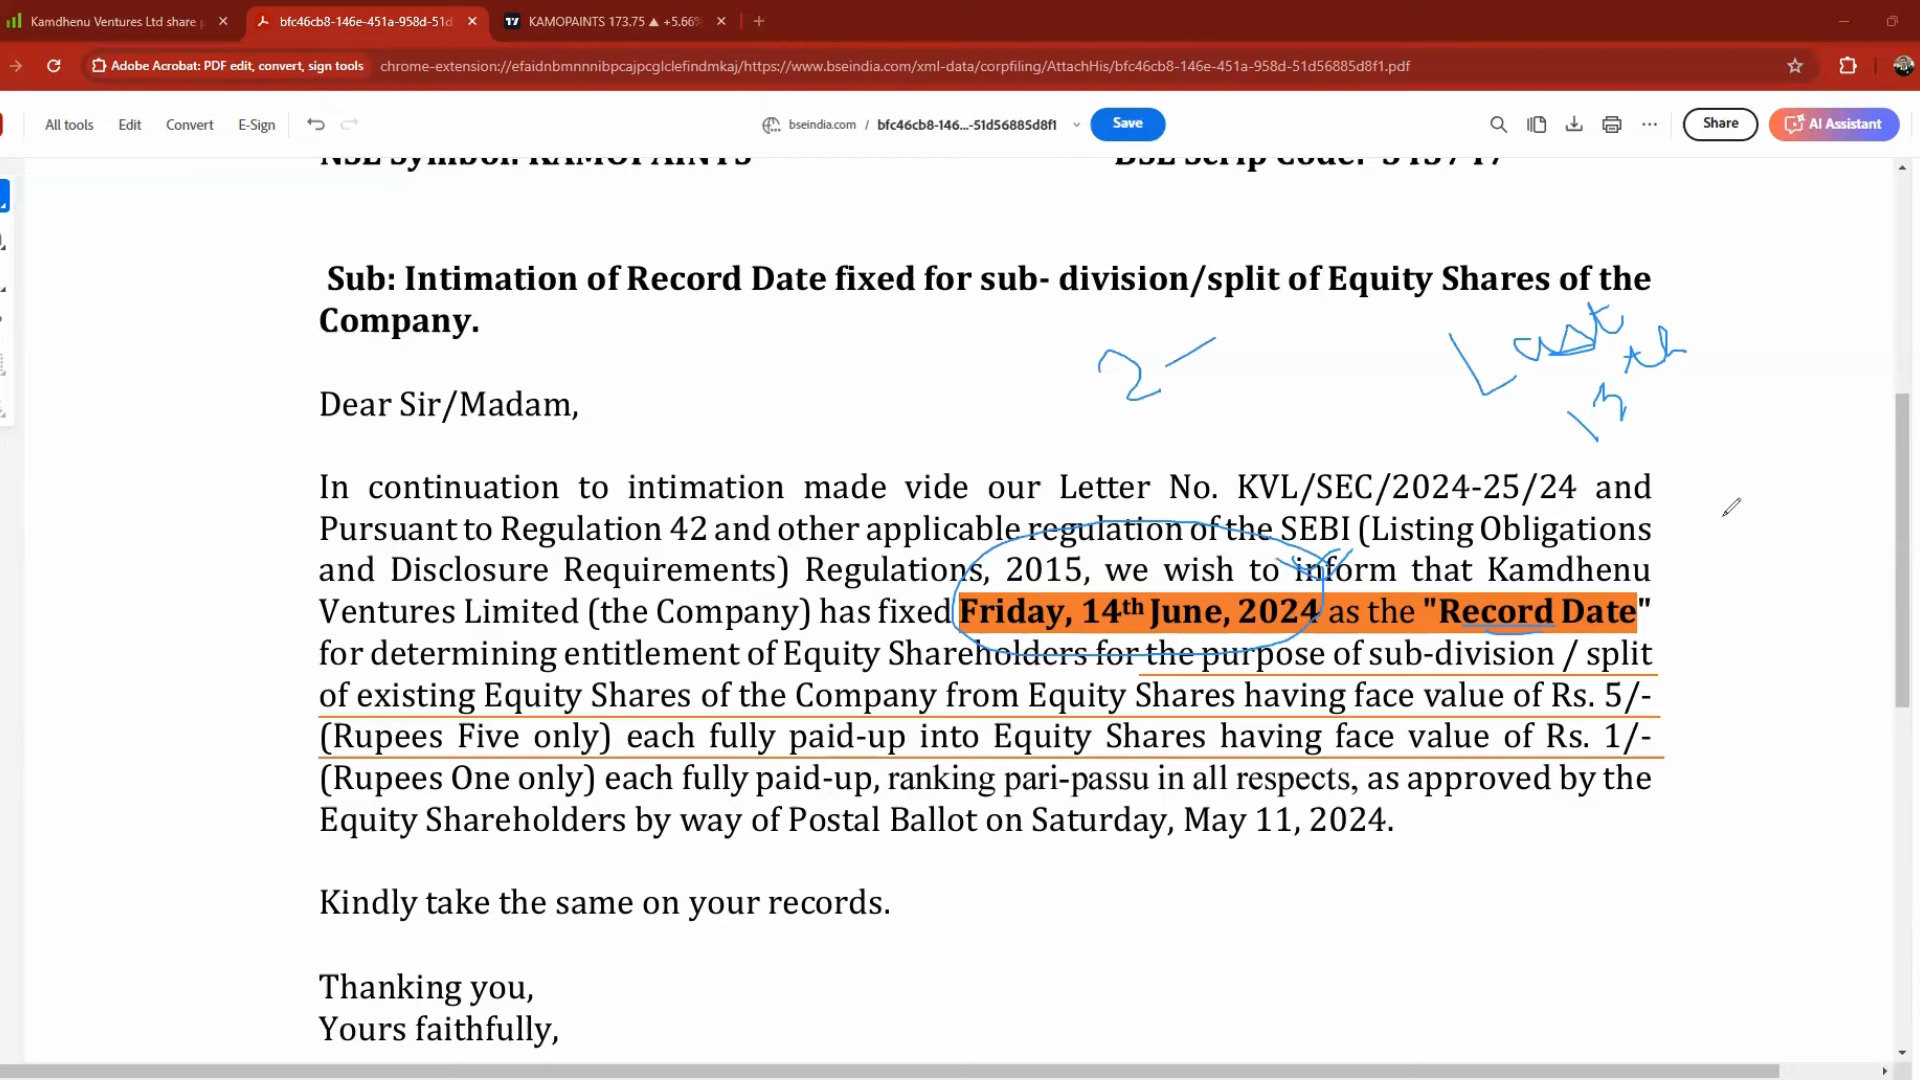 Kamdhenu Ventures Ltd share
bfc46cb8-146e-451a-958d-51d
KAMOPAINTS 173.75 ▲ +5.66%
Adobe Acrobat: PDF edit, convert, sign tools
chrome-extension://efaidnbmnnnibpcajpcglclefindmkaj/https://www.bseindia.com/xml-data/corpfiling/AttachHis/bfc46cb8-146e-451a-958d-51d56885d8f1.pdf
All tools Edit Convert E-Sign
bseindia.com / bfc46cb8-146...-51d56885d8f1
Save
Share
AI Assistant
NSE Symbol: KAMOPAINTS BSE Scrip Code: 543747
Sub: Intimation of Record Date fixed for sub- division/split of Equity Shares of the
Company.
Last
2 -
13 th
Dear Sir/Madam,
In continuation to intimation made vide our Letter No. KVL/SEC/2024-25/24 and
Pursuant to Regulation 42 and other applicable regulation of the SEBI (Listing Obligations
and Disclosure Requirements) Regulations, 2015, we wish to inform that Kamdhenu
Ventures Limited (the Company) has fixed Friday, 14th June, 2024 as the "Record Date"
for determining entitlement of Equity Shareholders for the purpose of sub-division / split
of existing Equity Shares of the Company from Equity Shares having face value of Rs. 5/-
(Rupees Five only) each fully paid-up into Equity Shares having face value of Rs. 1/-
(Rupees One only) each fully paid-up, ranking pari-passu in all respects, as approved by the
Equity Shareholders by way of Postal Ballot on Saturday, May 11, 2024.
Kindly take the same on your records.
Thanking you,
Yours faithfully,